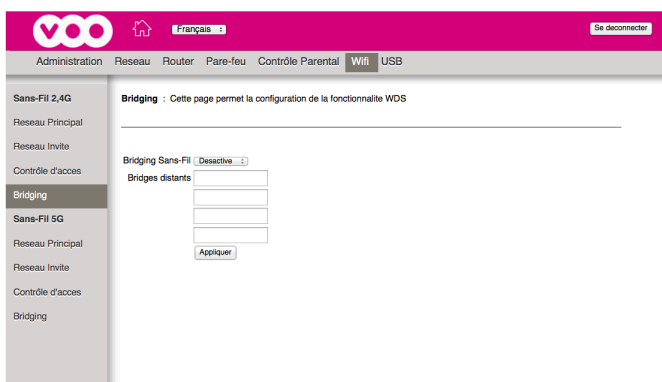 VOO
Français
Se deconnecter
Administration Reseau Router Pare-feu Contrôle Parental Wifi USB
Sans-Fil 2,4G
Reseau Principal
Reseau Invite
Contrôle d'acces
Bridging
Sans-Fil 5G
Reseau Principal
Reseau Invite
Contrôle d'acces
Bridging
Bridging : Cette page permet la configuration de la fonctionnalite WDS
Bridging Sans-Fil Desactive
Bridges distants
Appliquer